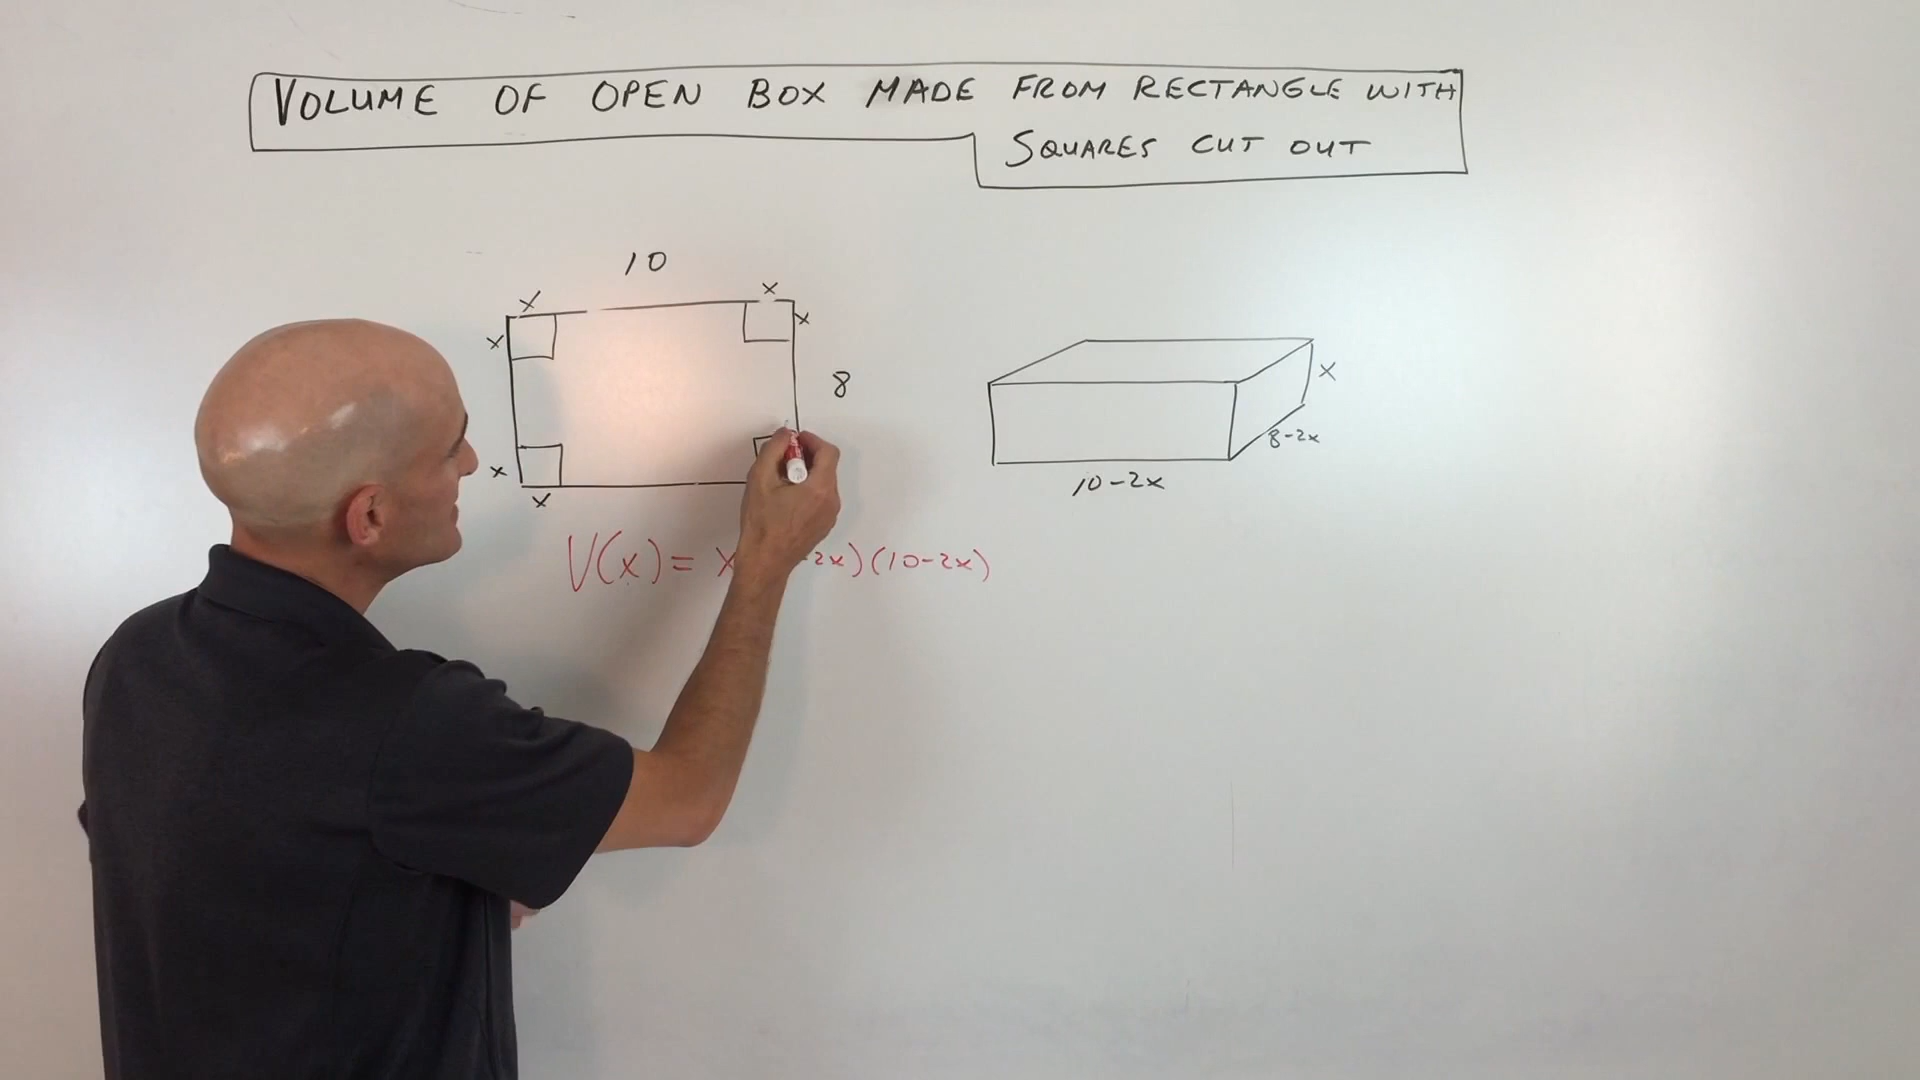 VOLUME OF OPEN BOX MADE FROM RECTANGLE WITH
SQUARES CUT OUT
10
x x
x x
8
x
x
x
8-2x
10-2x
V(x) = x 2x)(10-2x)